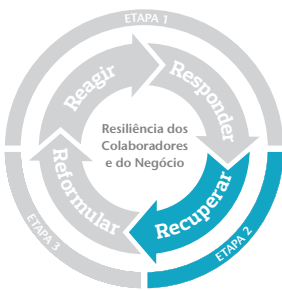 ETAPA 1
Reagir
Responder
Resiliência dos
Colaboradores
e do Negócio
Reformular
Recuperar
ETAPA 3
ETAPA 2